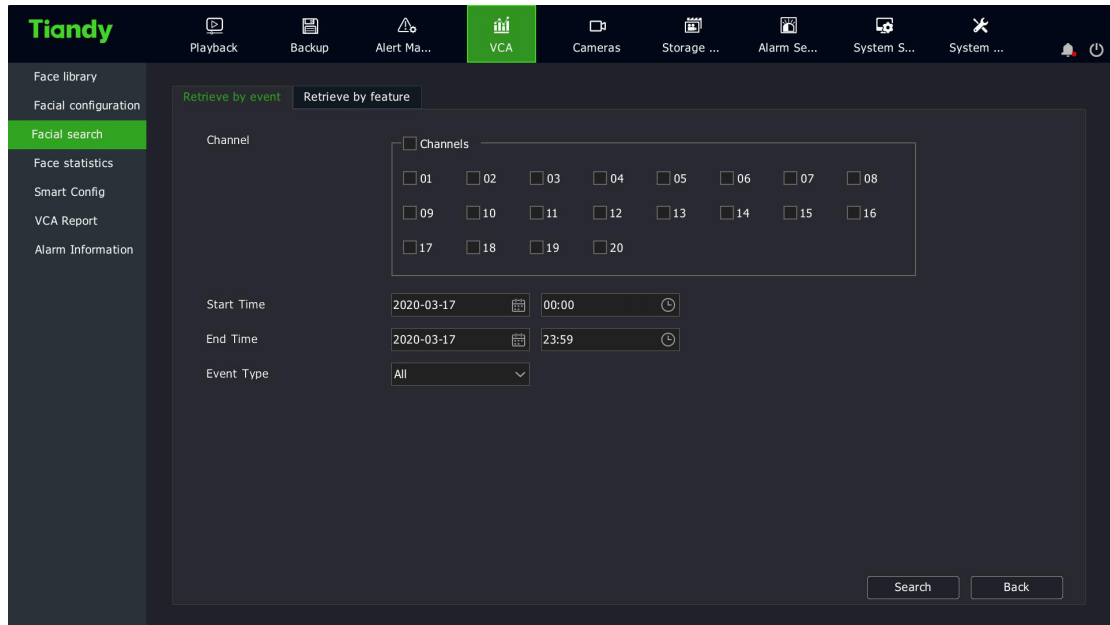 Tiandy
Playback
Backup
Alert Ma...
VCA
Cameras
Storage ...
Alarm Se...
System S...
System ...
Face library
Facial configuration
Facial search
Face statistics
Smart Config
VCA Report
Alarm Information
Retrieve by event
Retrieve by feature
Channel
Channels
01 02 03 04 05 06 07 08
09 10 11 12 13 14 15 16
17 18 19 20
Start Time 2020-03-17 00:00
End Time 2020-03-17 23:59
Event Type All
Search Back